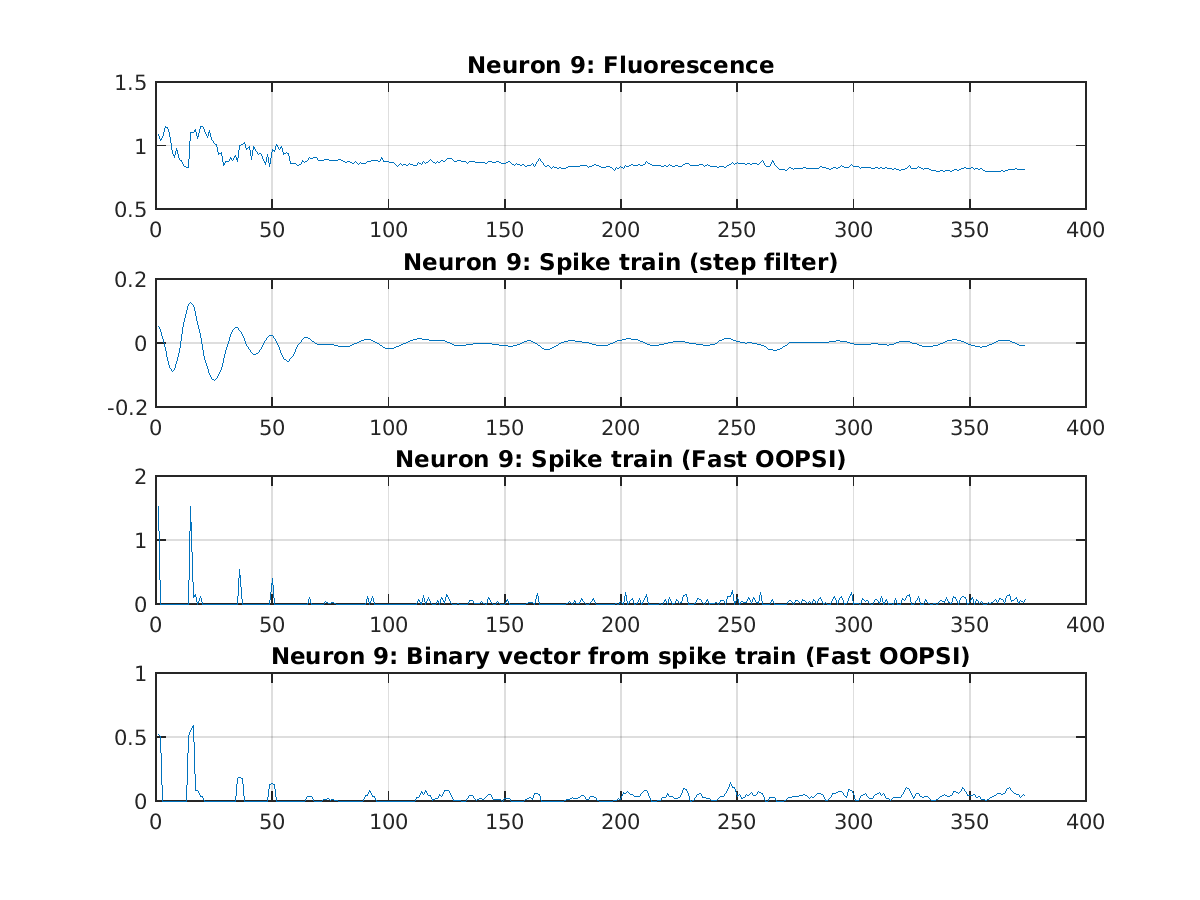 Neuron 9: Fluorescence
1.5
1
0.5
0 50 100 150 200 250 300 350 400
Neuron 9: Spike train (step filter)
0.2
0
-0.2
0 50 100 150 200 250 300 350 400
Neuron 9: Spike train (Fast OOPSI)
2
1
0
0 50 100 150 200 250 300 350 400
Neuron 9: Binary vector from spike train (Fast OOPSI)
1
0.5
0
0 50 100 150 200 250 300 350 400